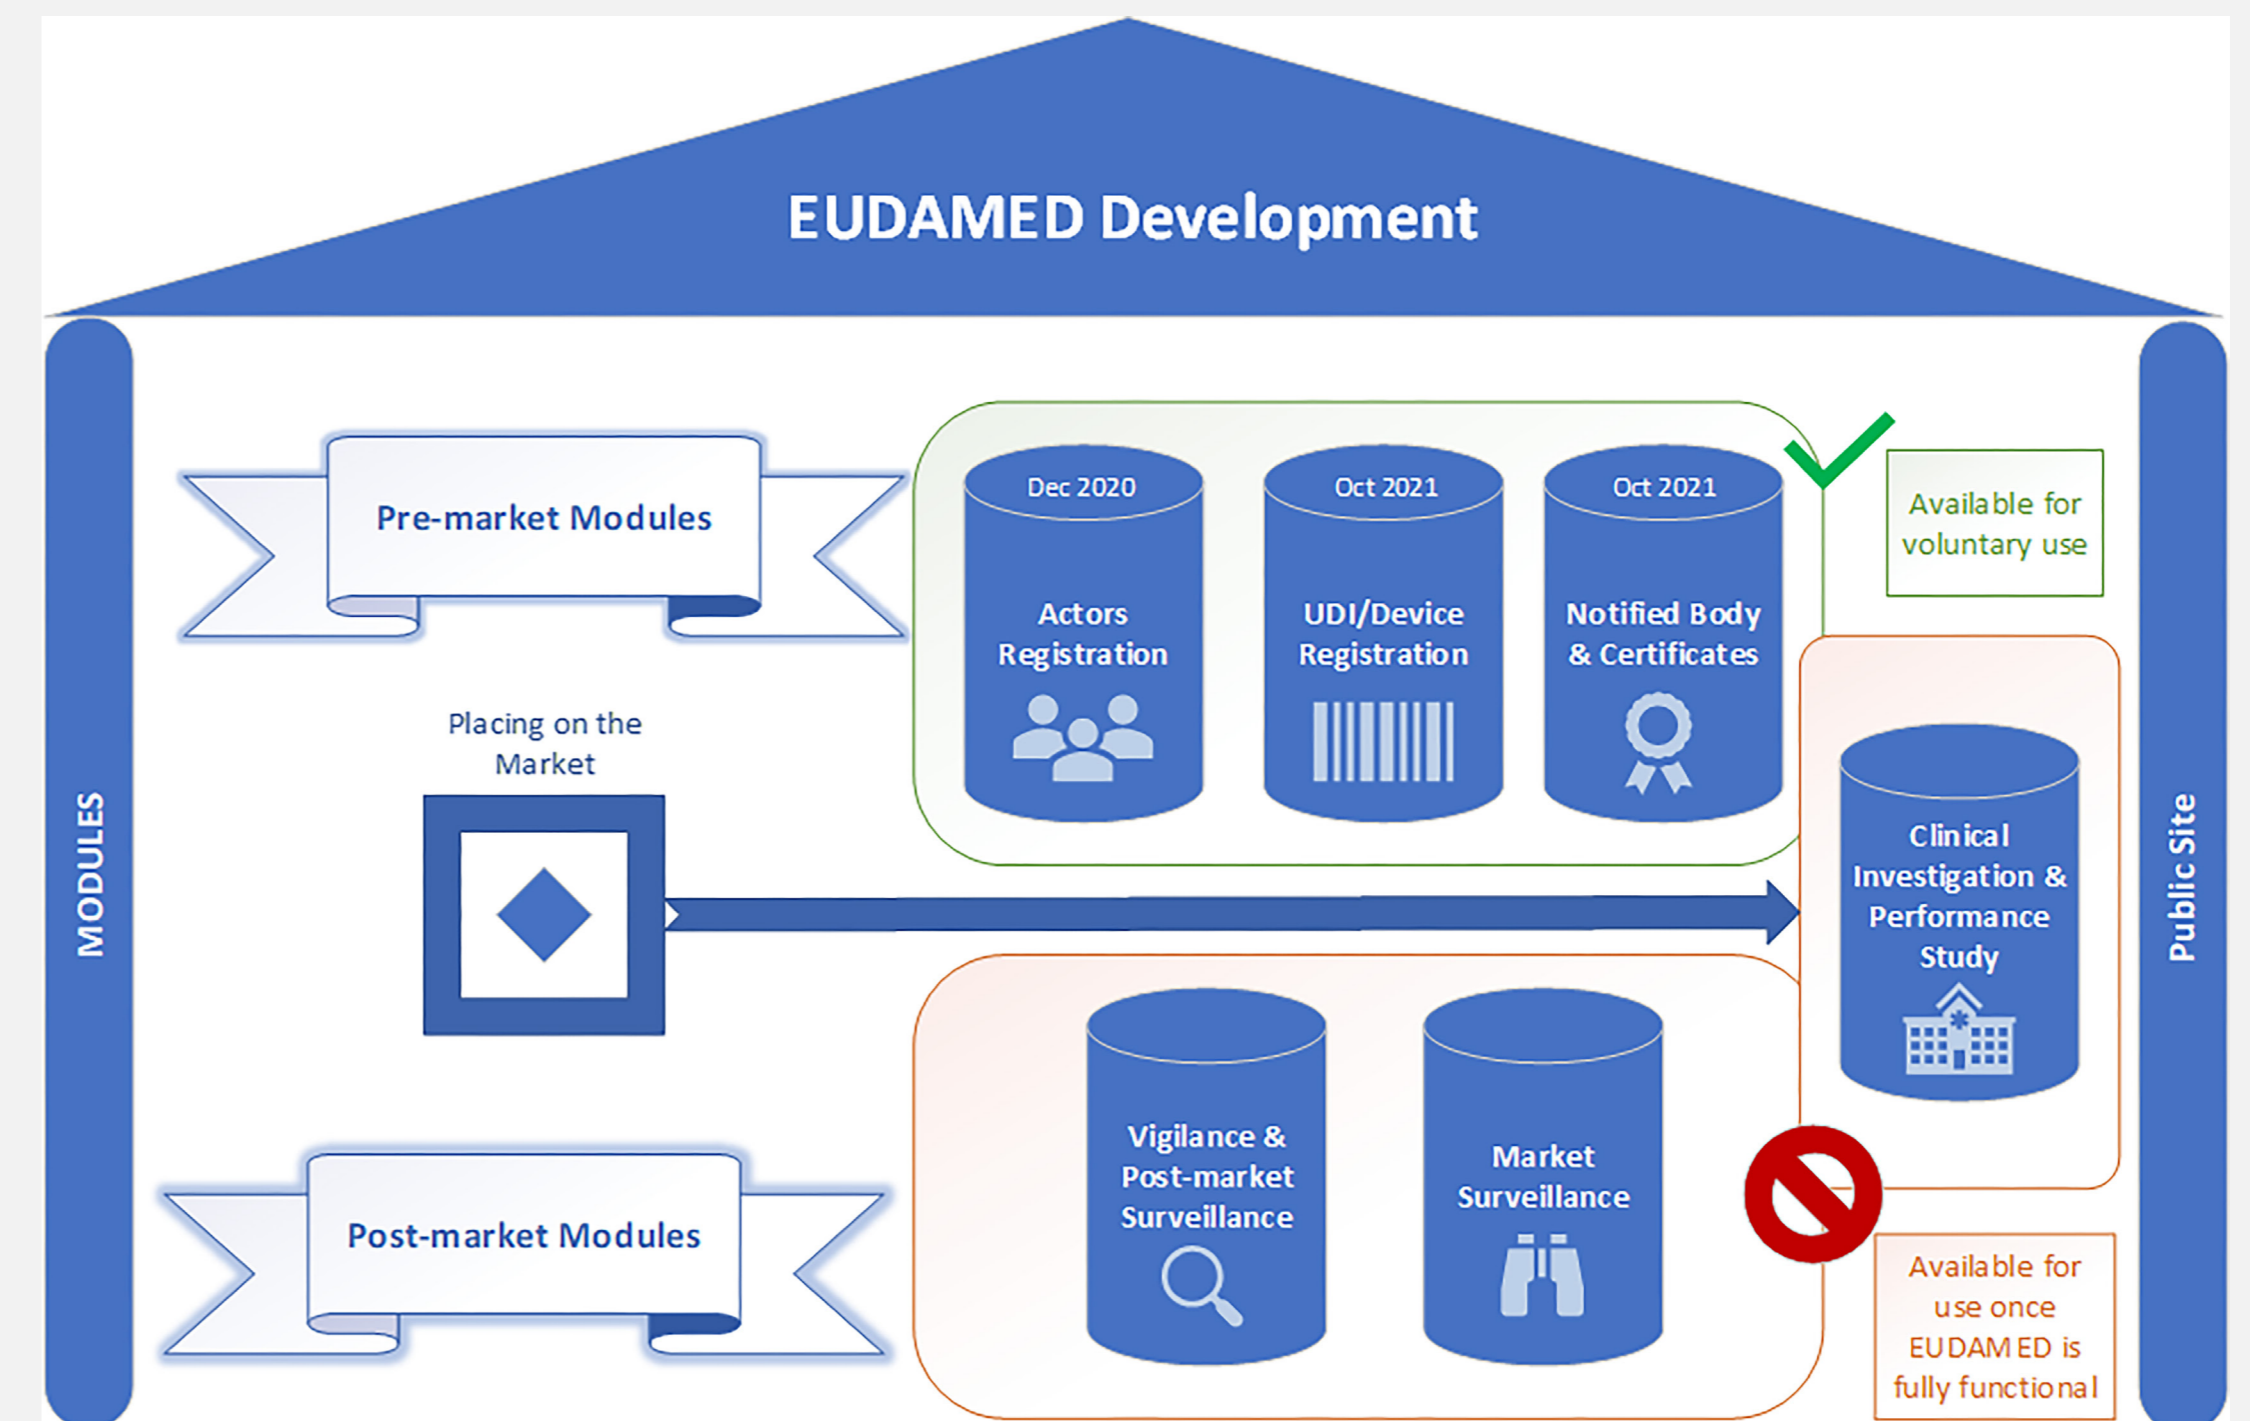 EUDAMED Development
MODULES
Pre-market Modules
Dec 2020
Actors
Registration
Oct 2021
UDI/Device
Registration
Oct 2021
Notified Body
& Certificates
Available for
voluntary use
Placing on the
Market
Clinical
Investigation &
Performance
Study
Public Site
Post-market Modules
Vigilance &
Post-market
Surveillance
Market
Surveillance
Available for
use once
EUDAMED is
fully functional